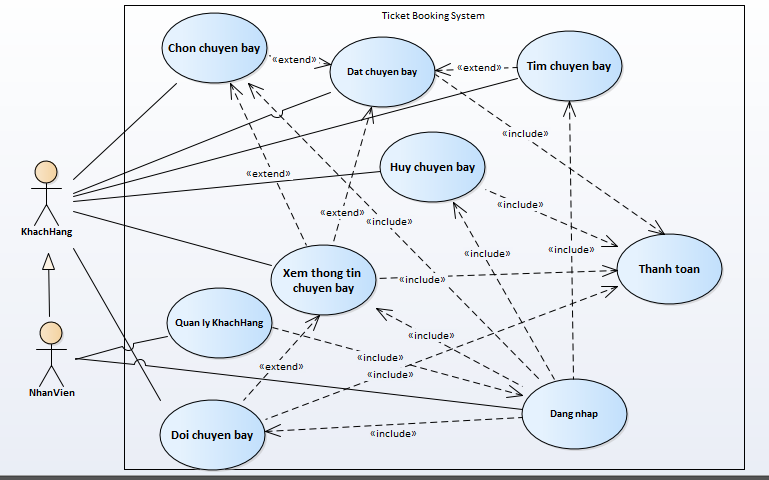 Ticket Booking System
Chon chuyen bay
«extend»
Dat chuyen bay
«extend»
Tim chuyen bay
«include»
Huy chuyen bay
«extend»
«include»
«extend»
«include»
KhachHang
«include»
«include»
Xem thong tin
chuyen bay
«include»
Thanh toan
Quan ly KhachHang
«include»
«include»
«extend»
«include»
NhanVien
Dang nhap
Doi chuyen bay
«include»